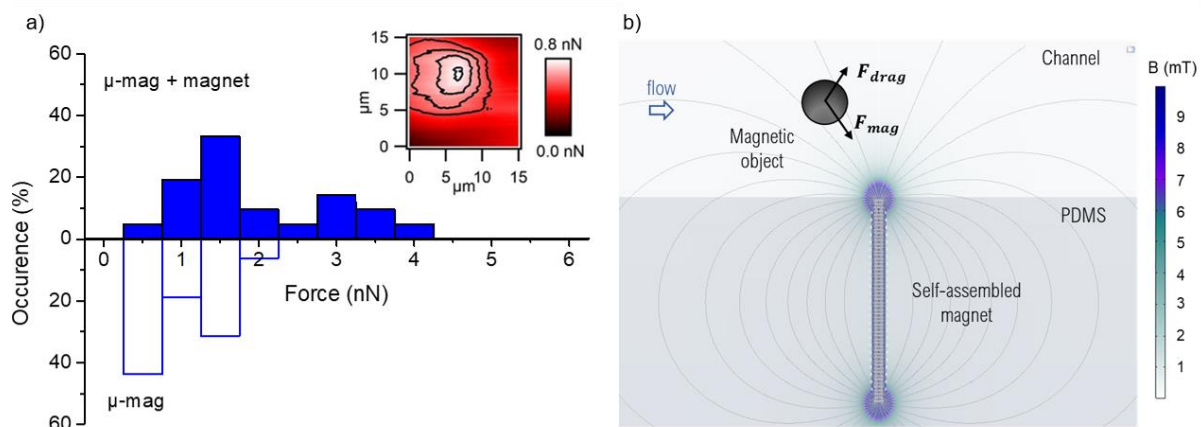 a)
60
40
20
0
20
40
60
Occurence (%)
μ-mag + magnet
μ-mag
0 1 2 3 4 5 6
Force (nN)
15
10
5
0
μm
0 5 10 15
μm
0.8 nN
0.0 nN
b)
flow
F_drag
F_mag
Magnetic
object
Channel
PDMS
Self-assembled
magnet
B (mT)
9
8
7
6
5
4
3
2
1